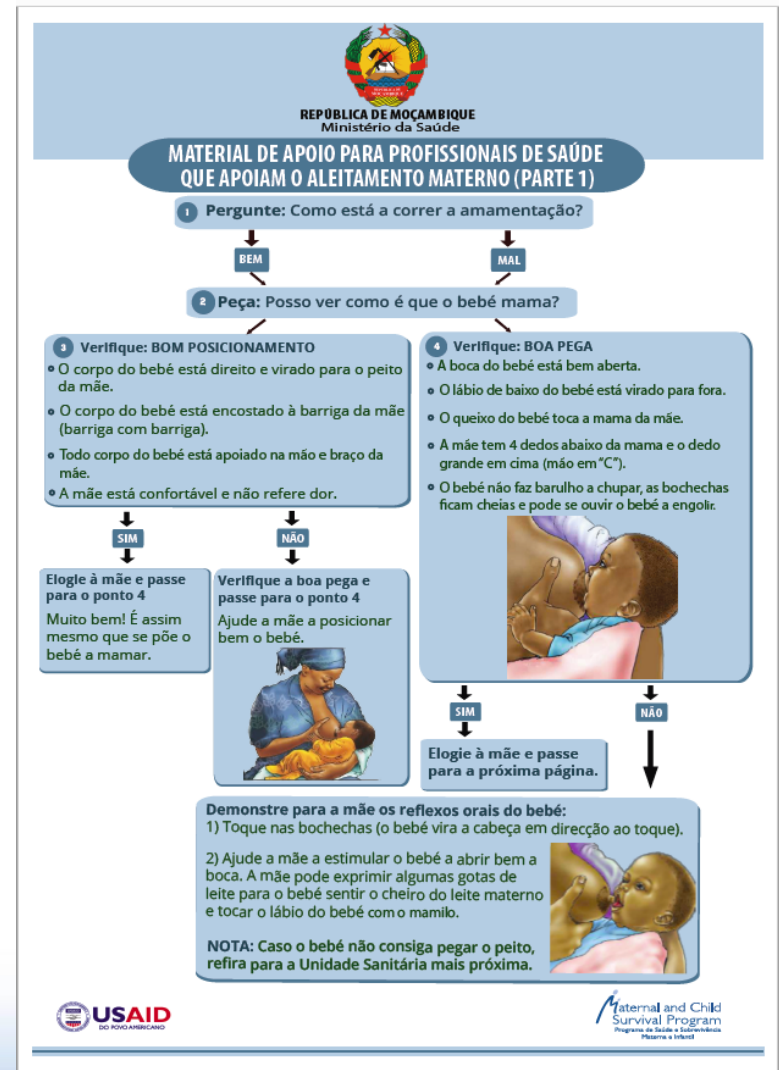 REPÚBLICA DE MOÇAMBIQUE
Ministério da Saúde
MATERIAL DE APOIO PARA PROFISSIONAIS DE SAÚDE
QUE APOIAM O ALEITAMENTO MATERNO (PARTE 1)
1 Pergunte: Como está a correr a amamentação?
BEM
MAL
2 Peça: Posso ver como é que o bebé mama?
3 Verifique: BOM POSICIONAMENTO
• O corpo do bebé está direito e virado para o peito
da mãe.
• O corpo do bebé está encostado à barriga da mãe
(barriga com barriga).
• Todo corpo do bebé está apoiado na mão e braço da
mãe.
• A mãe está confortável e não refere dor.
SIM
NÃO
Elogie à mãe e passe
para o ponto 4
Muito bem! É assim
mesmo que se põe o
bebé a mamar.
Verifique a boa pega e
passe para o ponto 4
Ajude a mãe a posicionar
bem o bebé.
4 Verifique: BOA PEGA
• A boca do bebé está bem aberta.
• O lábio de baixo do bebé está virado para fora.
• O queixo do bebé toca a mama da mãe.
• A mãe tem 4 dedos abaixo da mama e o dedo
grande em cima (mão em "C").
• O bebé não faz barulho a chupar, as bochechas
ficam cheias e pode se ouvir o bebé a engolir.
SIM
NÃO
Elogie à mãe e passe
para a próxima página.
Demonstre para a mãe os reflexos orais do bebé:
1) Toque nas bochechas (o bebé vira a cabeça em direcção ao toque).
2) Ajude a mãe a estimular o bebé a abrir bem a
boca. A mãe pode exprimir algumas gotas de
leite para o bebé sentir o cheiro do leite materno
e tocar o lábio do bebé com o mamilo.
NOTA: Caso o bebé não consiga pegar o peito,
refira para a Unidade Sanitária mais próxima.
USAID
DO POVO AMERICANO
Maternal and Child
Survival Program
Programa de Saúde e Sobrevivência
Materna e Infantil